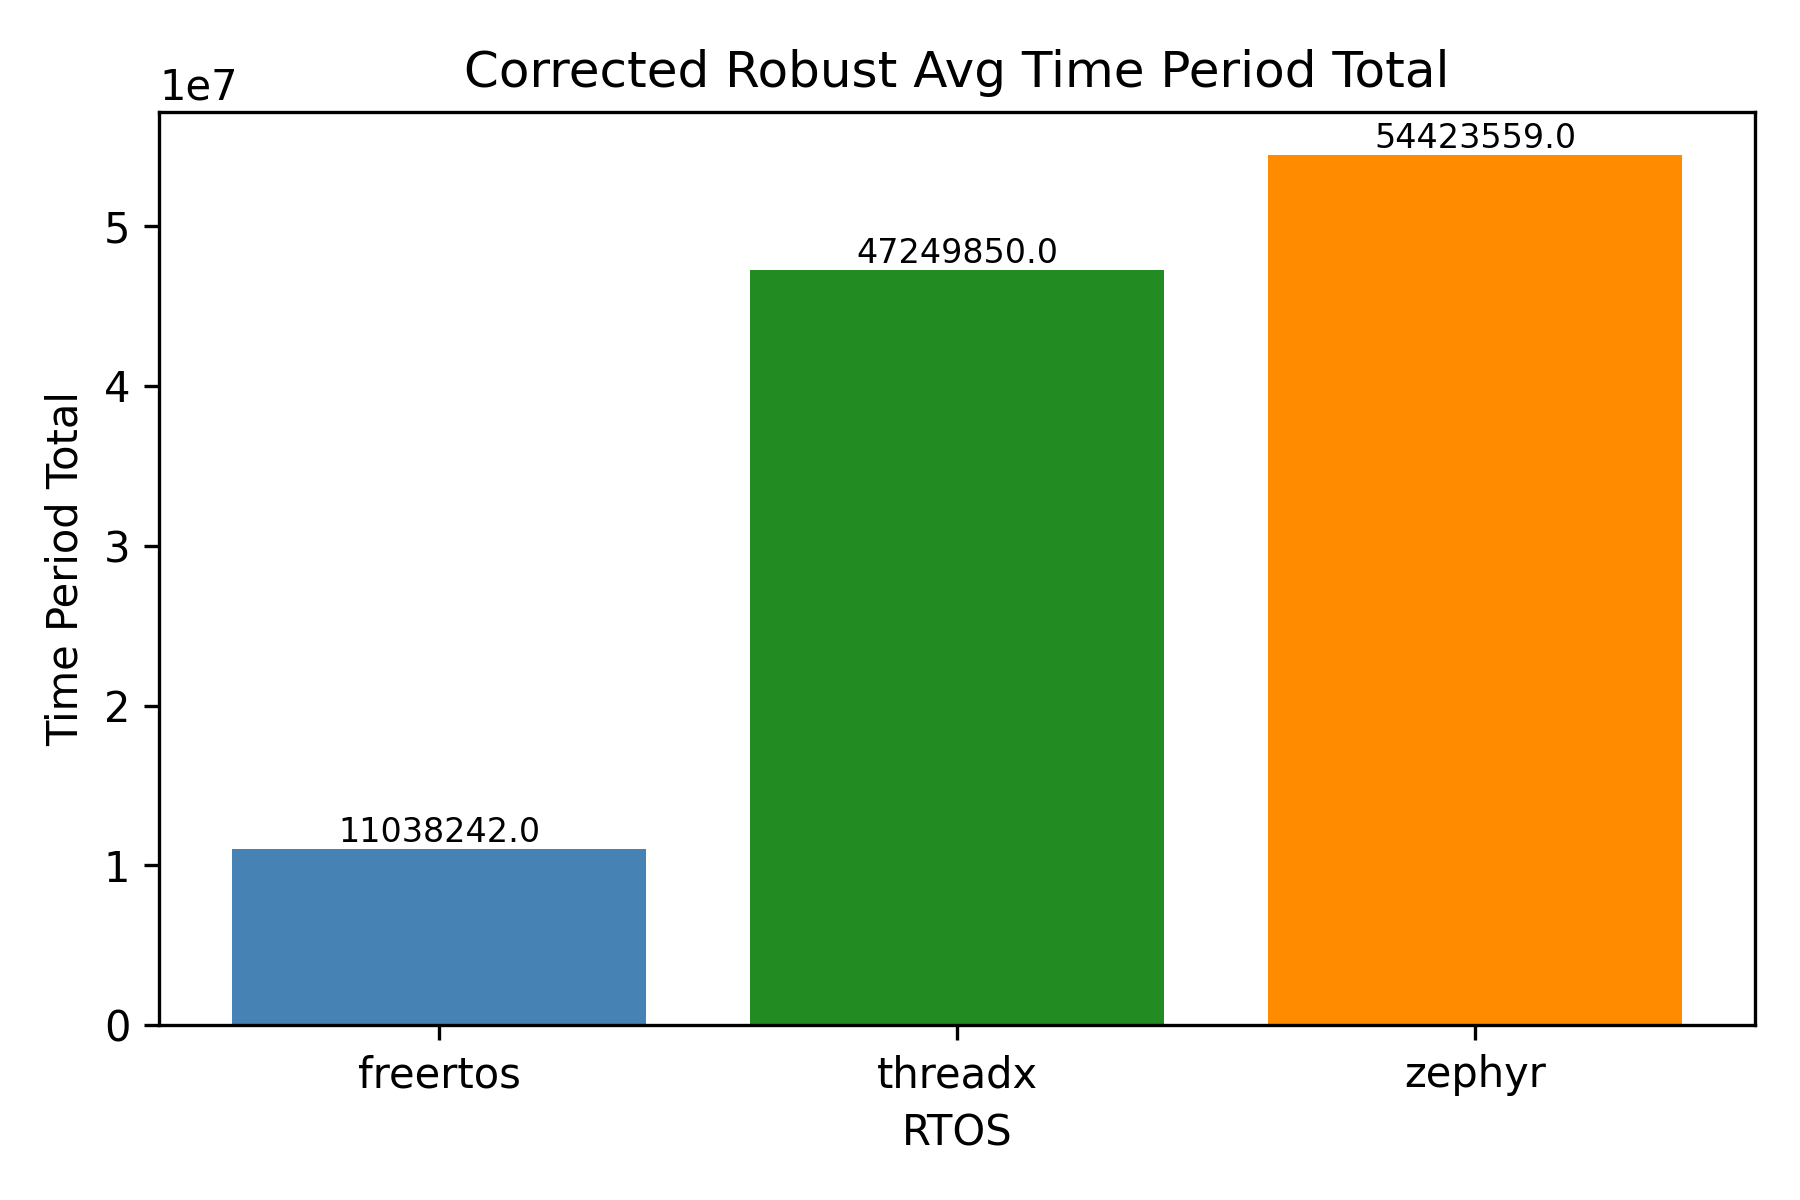 Corrected Robust Avg Time Period Total
1e7
54423559.0
47249850.0
11038242.0
5
4
3
2
1
0
Time Period Total
freertos threadx zephyr
RTOS